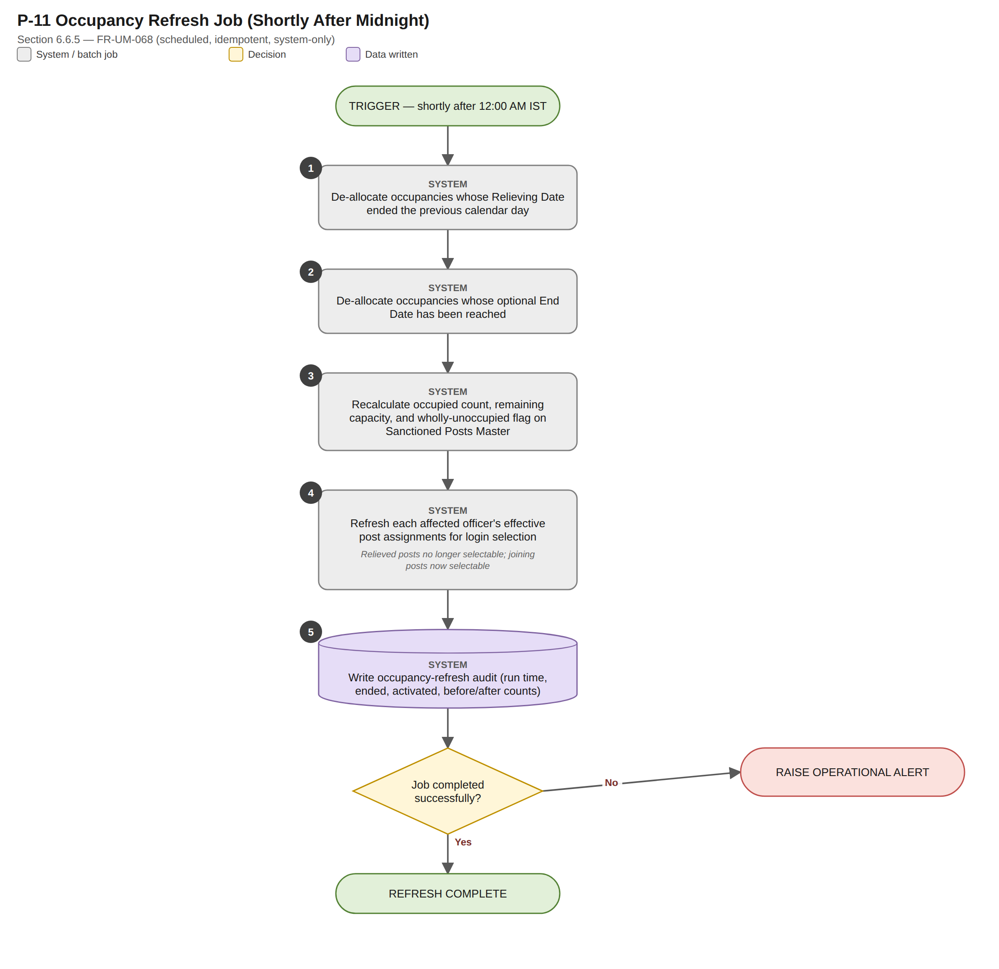 P-11 Occupancy Refresh Job (Shortly After Midnight)
Section 6.6.5 — FR-UM-068 (scheduled, idempotent, system-only)
System / batch job
Decision
Data written
TRIGGER — shortly after 12:00 AM IST
1
SYSTEM
De-allocate occupancies whose Relieving Date
ended the previous calendar day
2
SYSTEM
De-allocate occupancies whose optional End
Date has been reached
3
SYSTEM
Recalculate occupied count, remaining
capacity, and wholly-unoccupied flag on
Sanctioned Posts Master
4
SYSTEM
Refresh each affected officer's effective
post assignments for login selection
Relieved posts no longer selectable; joining
posts now selectable
5
SYSTEM
Write occupancy-refresh audit (run time,
ended, activated, before/after counts)
Job completed
successfully?
No
RAISE OPERATIONAL ALERT
Yes
REFRESH COMPLETE